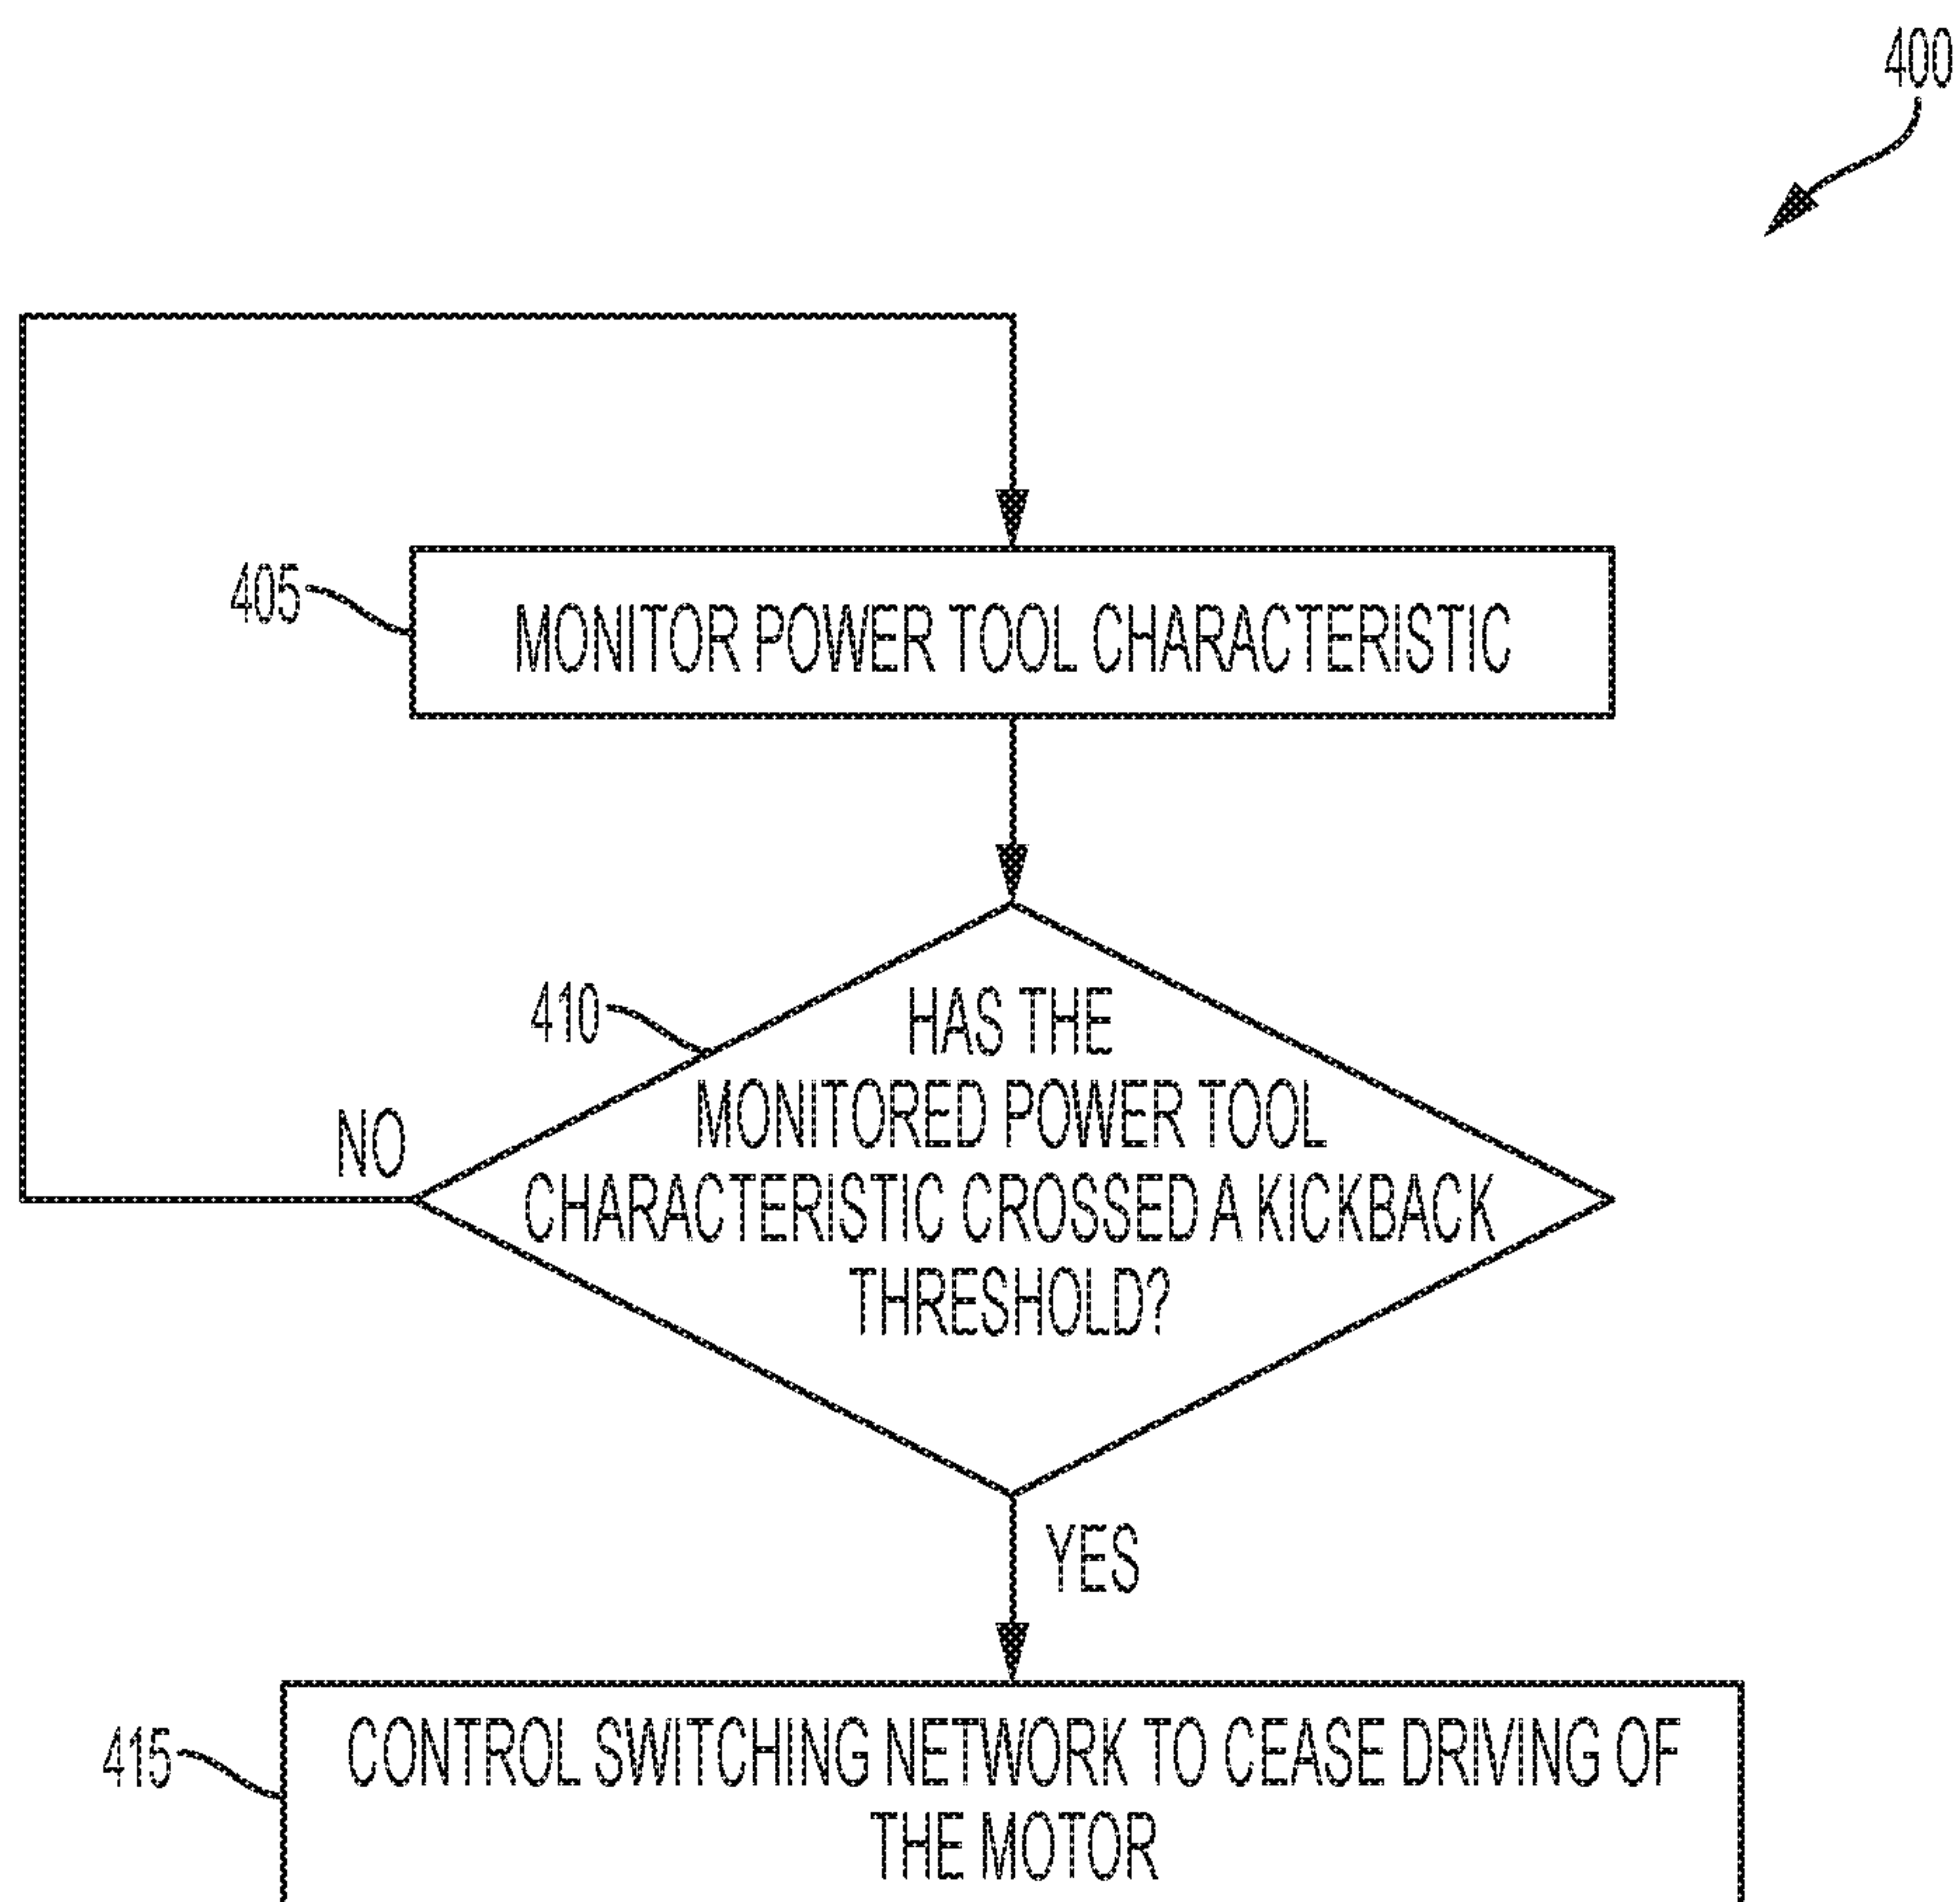 400
405
MONITOR POWER TOOL CHARACTERISTIC
410
HAS THE
MONITORED POWER TOOL
CHARACTERISTIC CROSSED A KICKBACK
THRESHOLD?
NO
YES
415
CONTROL SWITCHING NETWORK TO CEASE DRIVING OF
THE MOTOR